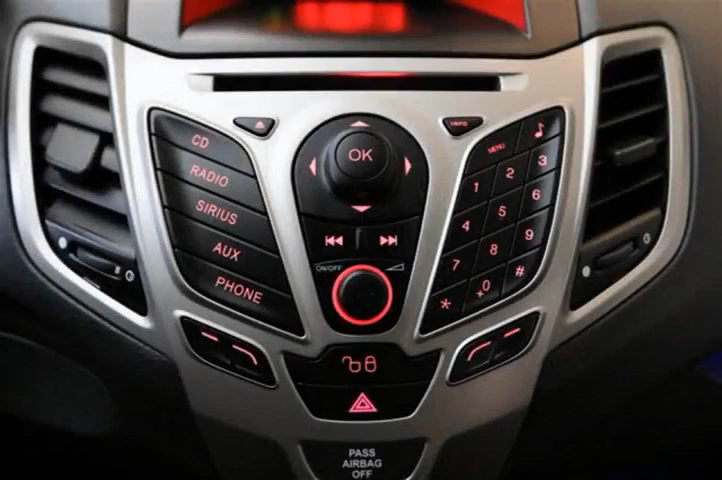 CD
RADIO
SIRIUS
AUX
PHONE
OK
ON/OFF
INFO
MENU
1 2 3
4 5 6
7 8 9
* +0 #
PASS
AIRBAG
OFF